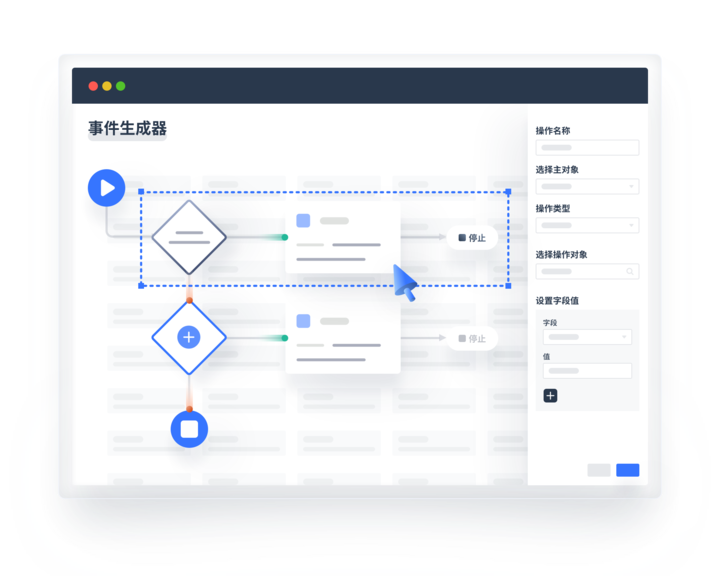 事件生成器
停止
停止
操作名称
选择主对象
操作类型
选择操作对象
设置字段值
字段
值